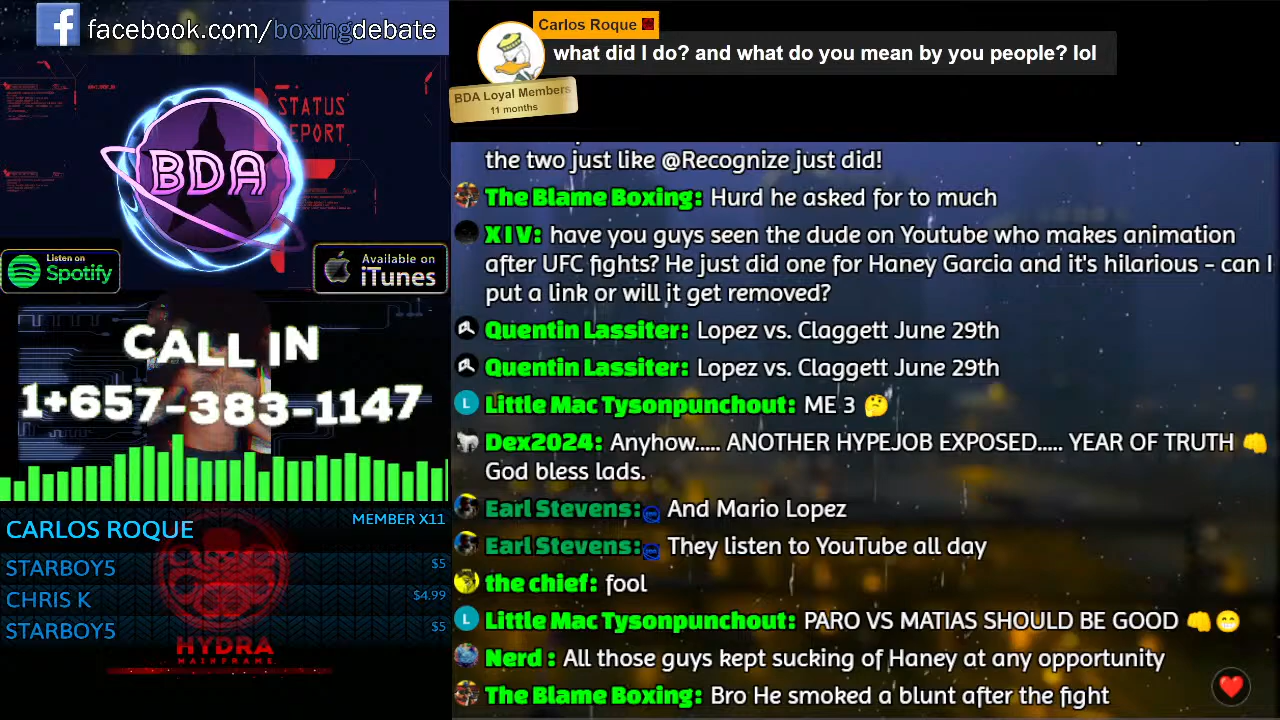 facebook.com/boxingdebate
Carlos Roque
what did I do? and what do you mean by you people? lol
BDA Loyal Members
11 months
STATUS
REPORT
BDA
Listen on
Spotify
Available on
iTunes
CALL IN
1+657-383-1147
CARLOS ROQUE
MEMBER X11
STARBOY5
$5
CHRIS K
$4.99
STARBOY5
$5
HYDRA
MAINFRAME
the two just like @Recognize just did!
The Blame Boxing: Hurd he asked for to much
X I V: have you guys seen the dude on Youtube who makes animation
after UFC fights? He just did one for Haney Garcia and it's hilarious - can I
put a link or will it get removed?
Quentin Lassiter: Lopez vs. Claggett June 29th
Quentin Lassiter: Lopez vs. Claggett June 29th
L Little Mac Tysonpunchout: ME 3 🤔
Dex2024: Anyhow..... ANOTHER HYPEJOB EXPOSED..... YEAR OF TRUTH 👊
God bless lads.
Earl Stevens: And Mario Lopez
Earl Stevens: They listen to YouTube all day
the chief: fool
L Little Mac Tysonpunchout: PARO VS MATIAS SHOULD BE GOOD 👊😁
Nerd : All those guys kept sucking of Haney at any opportunity
The Blame Boxing: Bro He smoked a blunt after the fight